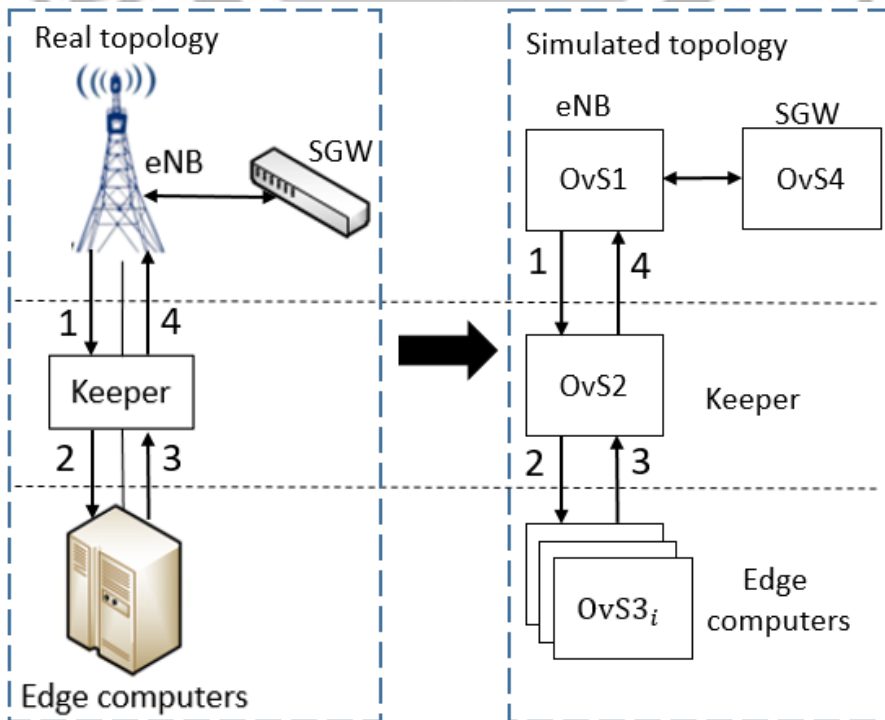 Real topology
eNB
SGW
1
4
Keeper
2
3
Edge computers
Simulated topology
eNB
SGW
OvS1
OvS4
1
4
OvS2
Keeper
2
3
OvS3ᵢ
Edge
computers